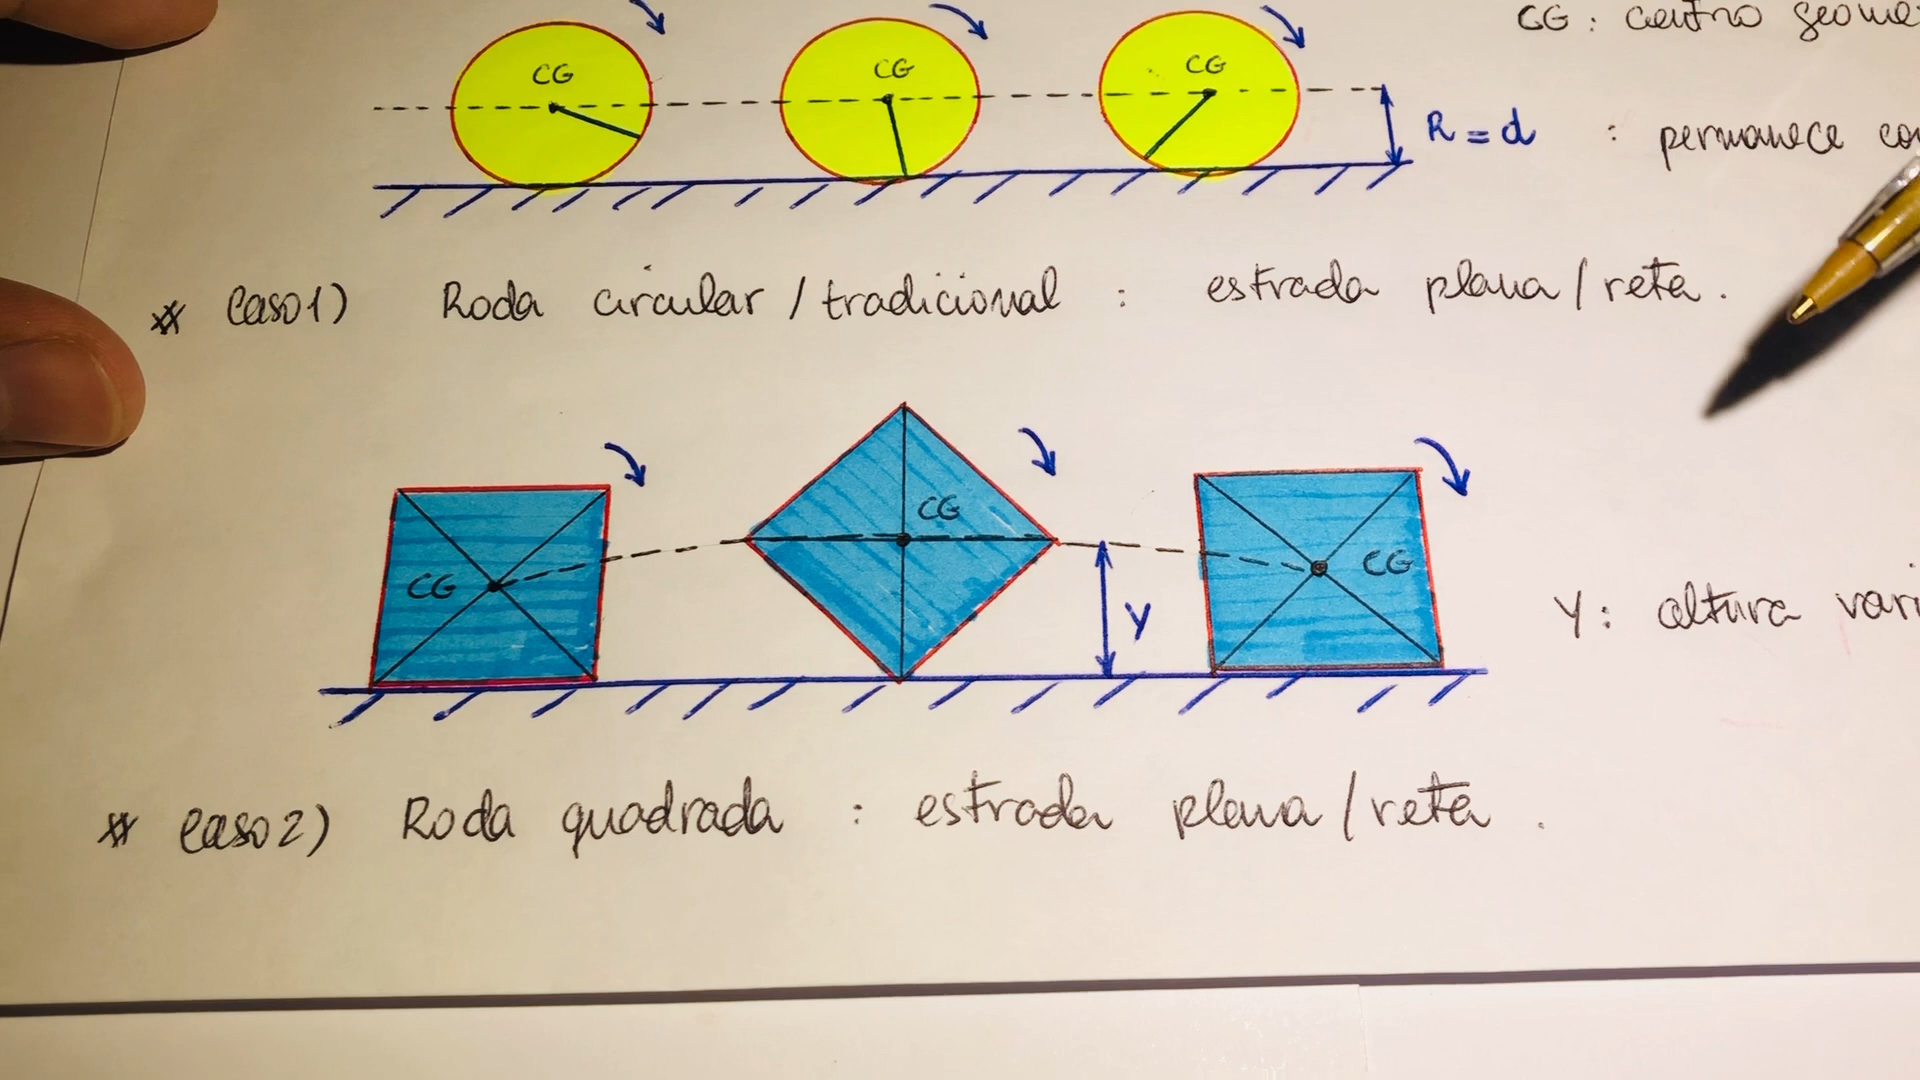 CG : centro
CG CG CG
R = d : permanece
** Caso 1) Roda circular / tradicional : estrada plana / reta .
CG CG CG
Y
Y : altura
** Caso 2) Roda quadrada : estrada plana / reta .